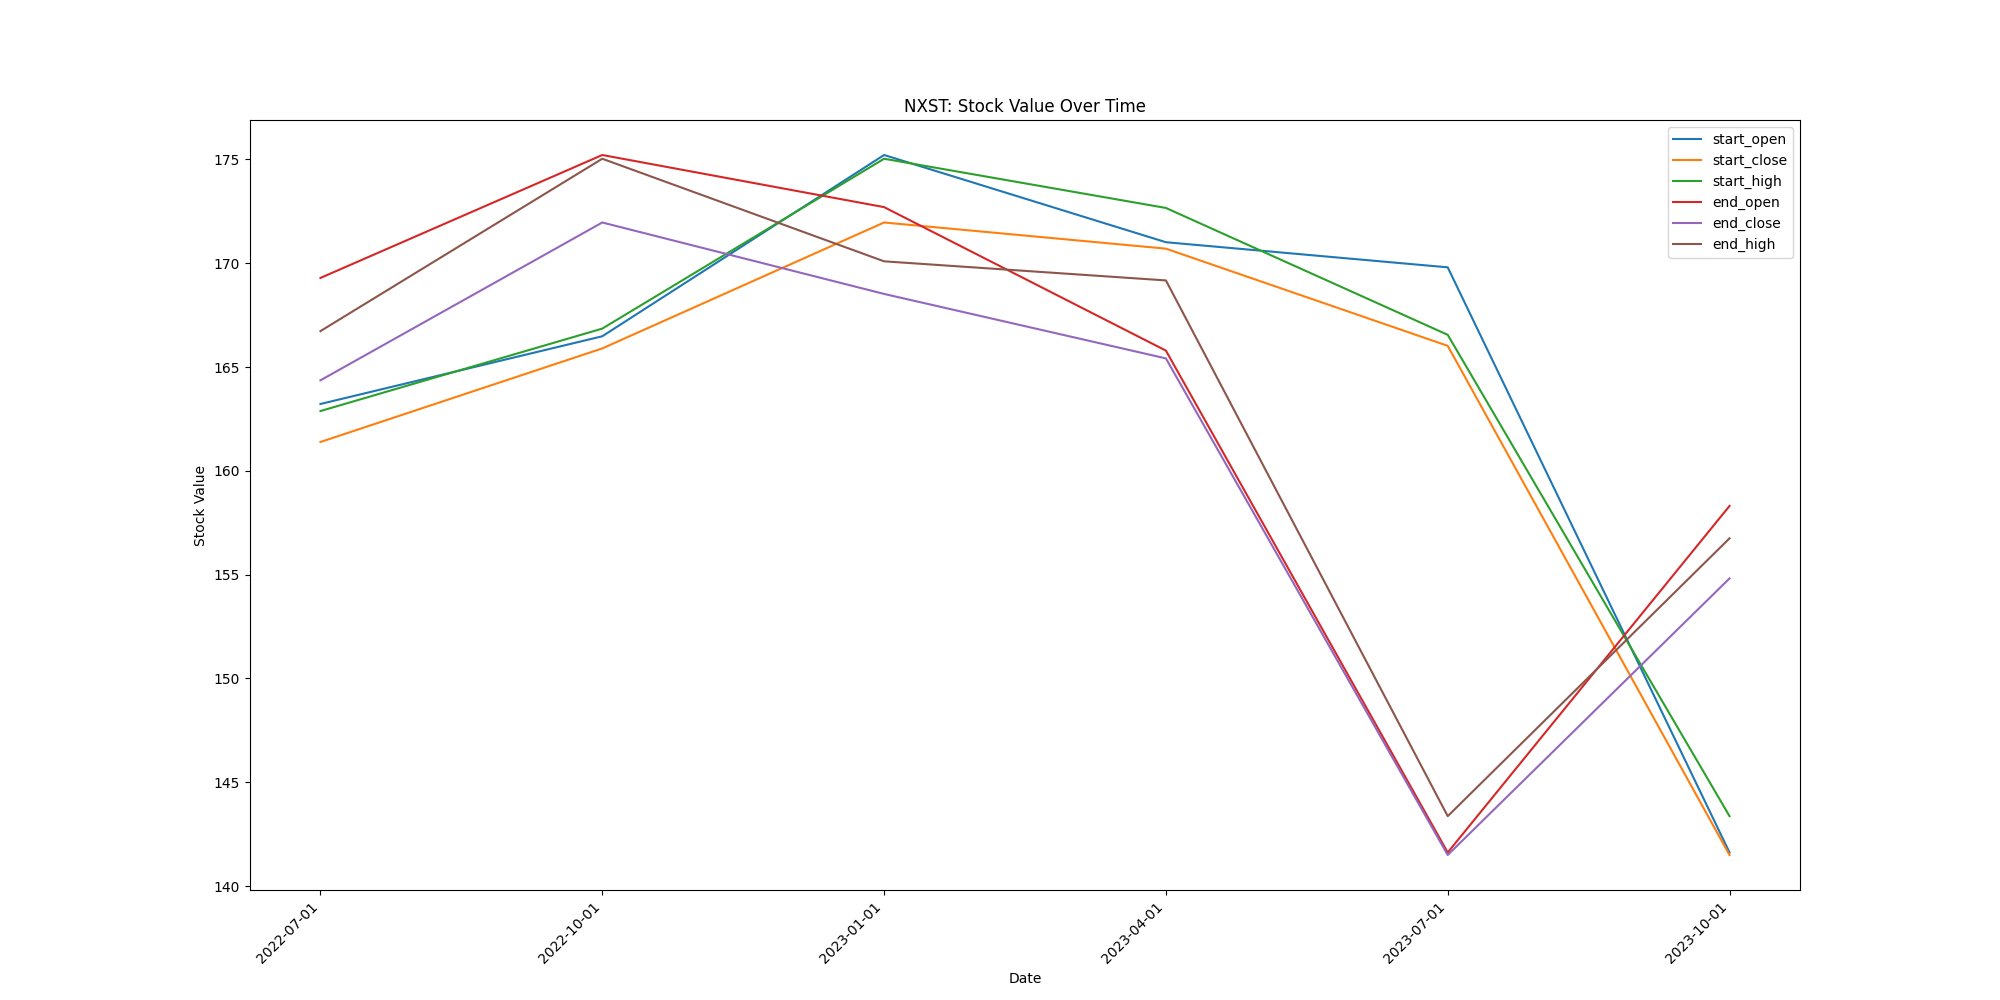 NXST: Stock Value Over Time
start_open
start_close
start_high
end_open
end_close
end_high
Stock Value
175
170
165
160
155
150
145
140
2022-07-01
2022-10-01
2023-01-01
2023-04-01
2023-07-01
2023-10-01
Date